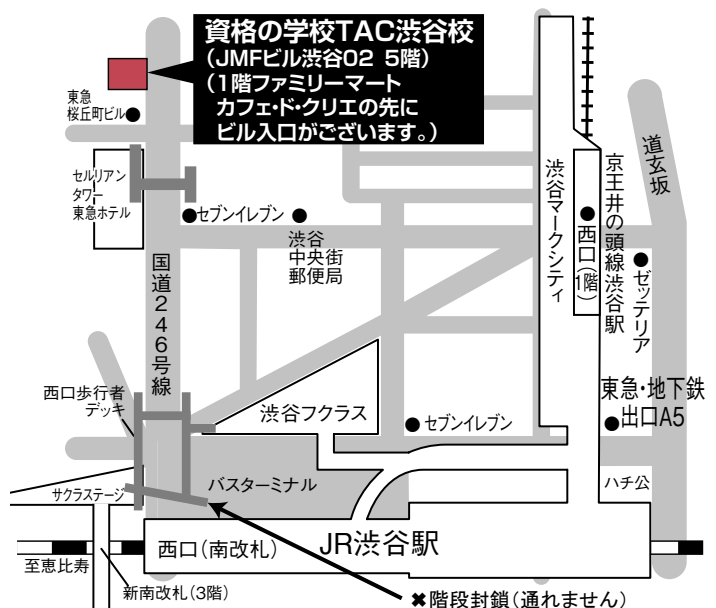 資格の学校TAC渋谷校
(JMFビル渋谷02 5階)
(1階ファミリーマート
カフェ・ド・クリエの先に
ビル入口がございます。)
東急
桜丘町ビル
セルリアン
タワー
東急ホテル
セブンイレブン
渋谷
中央街
郵便局
国道246号線
渋谷マークシティ
西口(1階)
京王井の頭線渋谷駅
道玄坂
ゼッテリア
西口歩行者
デッキ
渋谷フクラス
セブンイレブン
東急・地下鉄
出口A5
サクラステージ
バスターミナル
ハチ公
西口(南改札)
JR渋谷駅
至恵比寿
新南改札(3階)
✖階段封鎖(通れません)